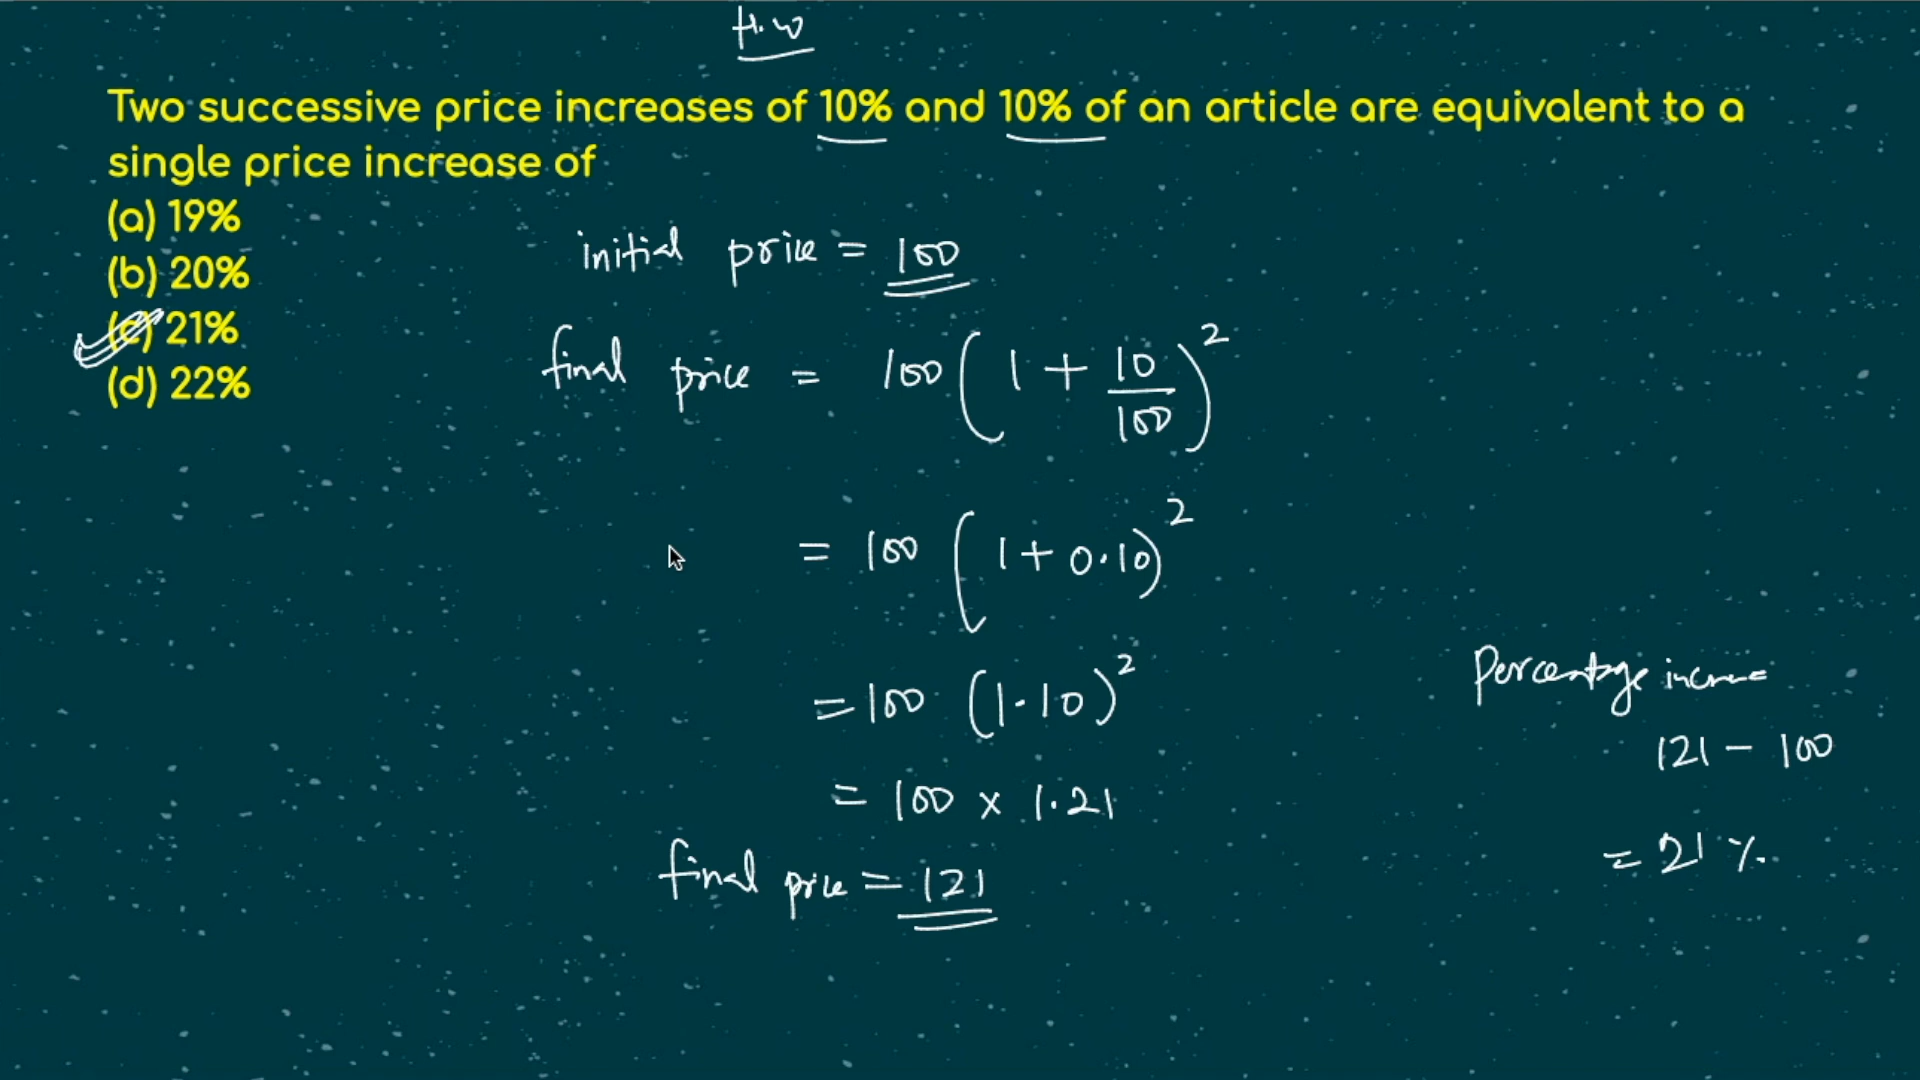 H.W
Two successive price increases of 10% and 10% of an article are equivalent to a
single price increase of
(a) 19%
(b) 20%
(c) 21%
(d) 22%
initial price = 100
final price = 100 (1 + 10/100)²
= 100 (1 + 0.10)²
= 100 (1.10)²
= 100 x 1.21
final price = 121
Percentage increase
121 - 100
= 21 %